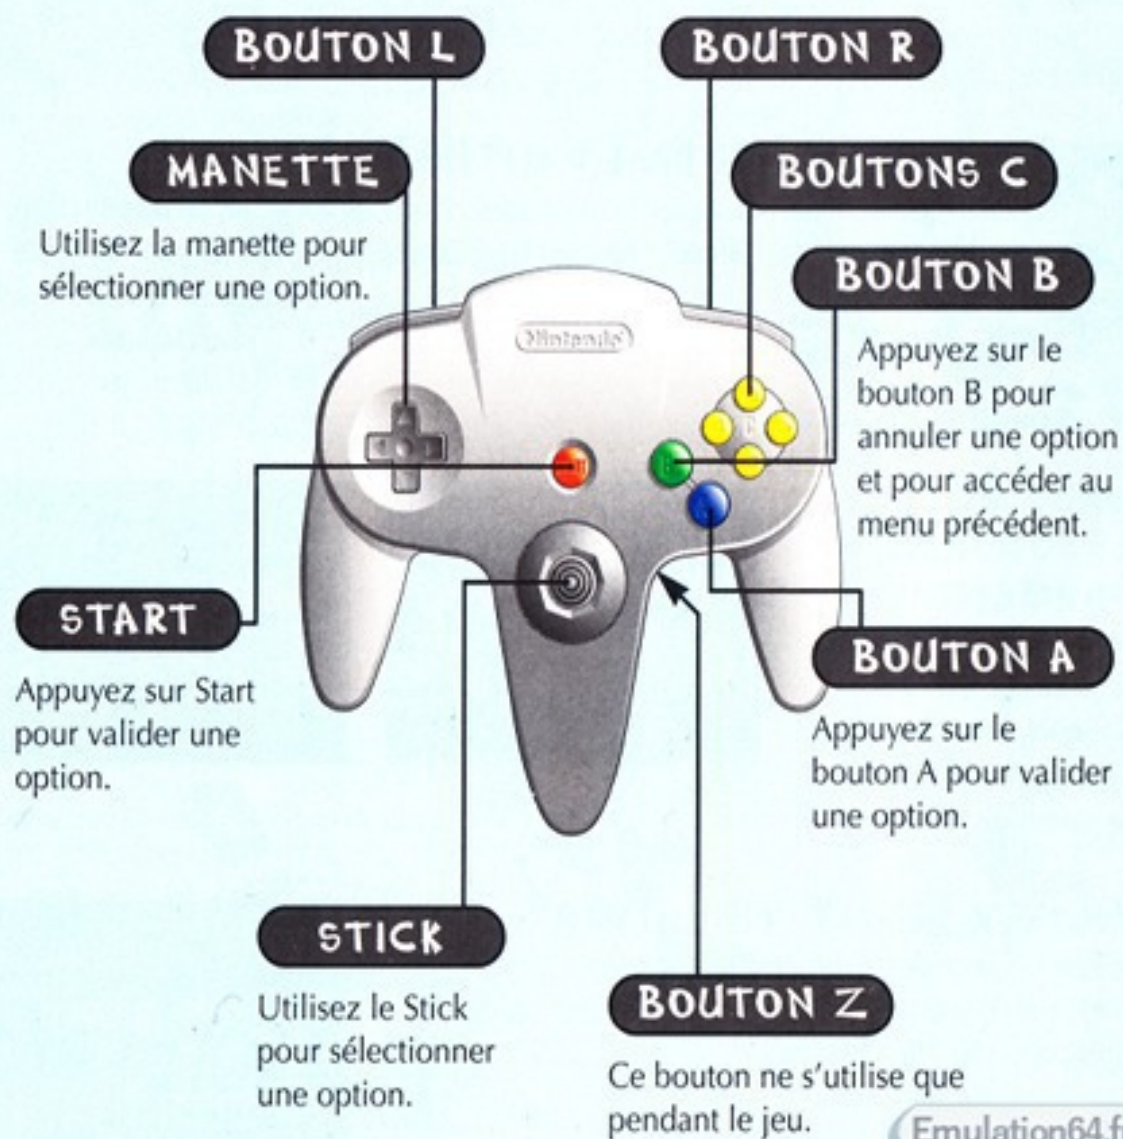 BOUTON L
BOUTON R
MANETTE
Utilisez la manette pour
sélectionner une option.
BOUTONS C
BOUTON B
Appuyez sur le
bouton B pour
annuler une option
et pour accéder au
menu précédent.
Nintendo
START
Appuyez sur Start
pour valider une
option.
BOUTON A
Appuyez sur le
bouton A pour valider
une option.
STICK
Utilisez le Stick
pour sélectionner
une option.
BOUTON Z
Ce bouton ne s'utilise que
pendant le jeu.
Emulation64.f